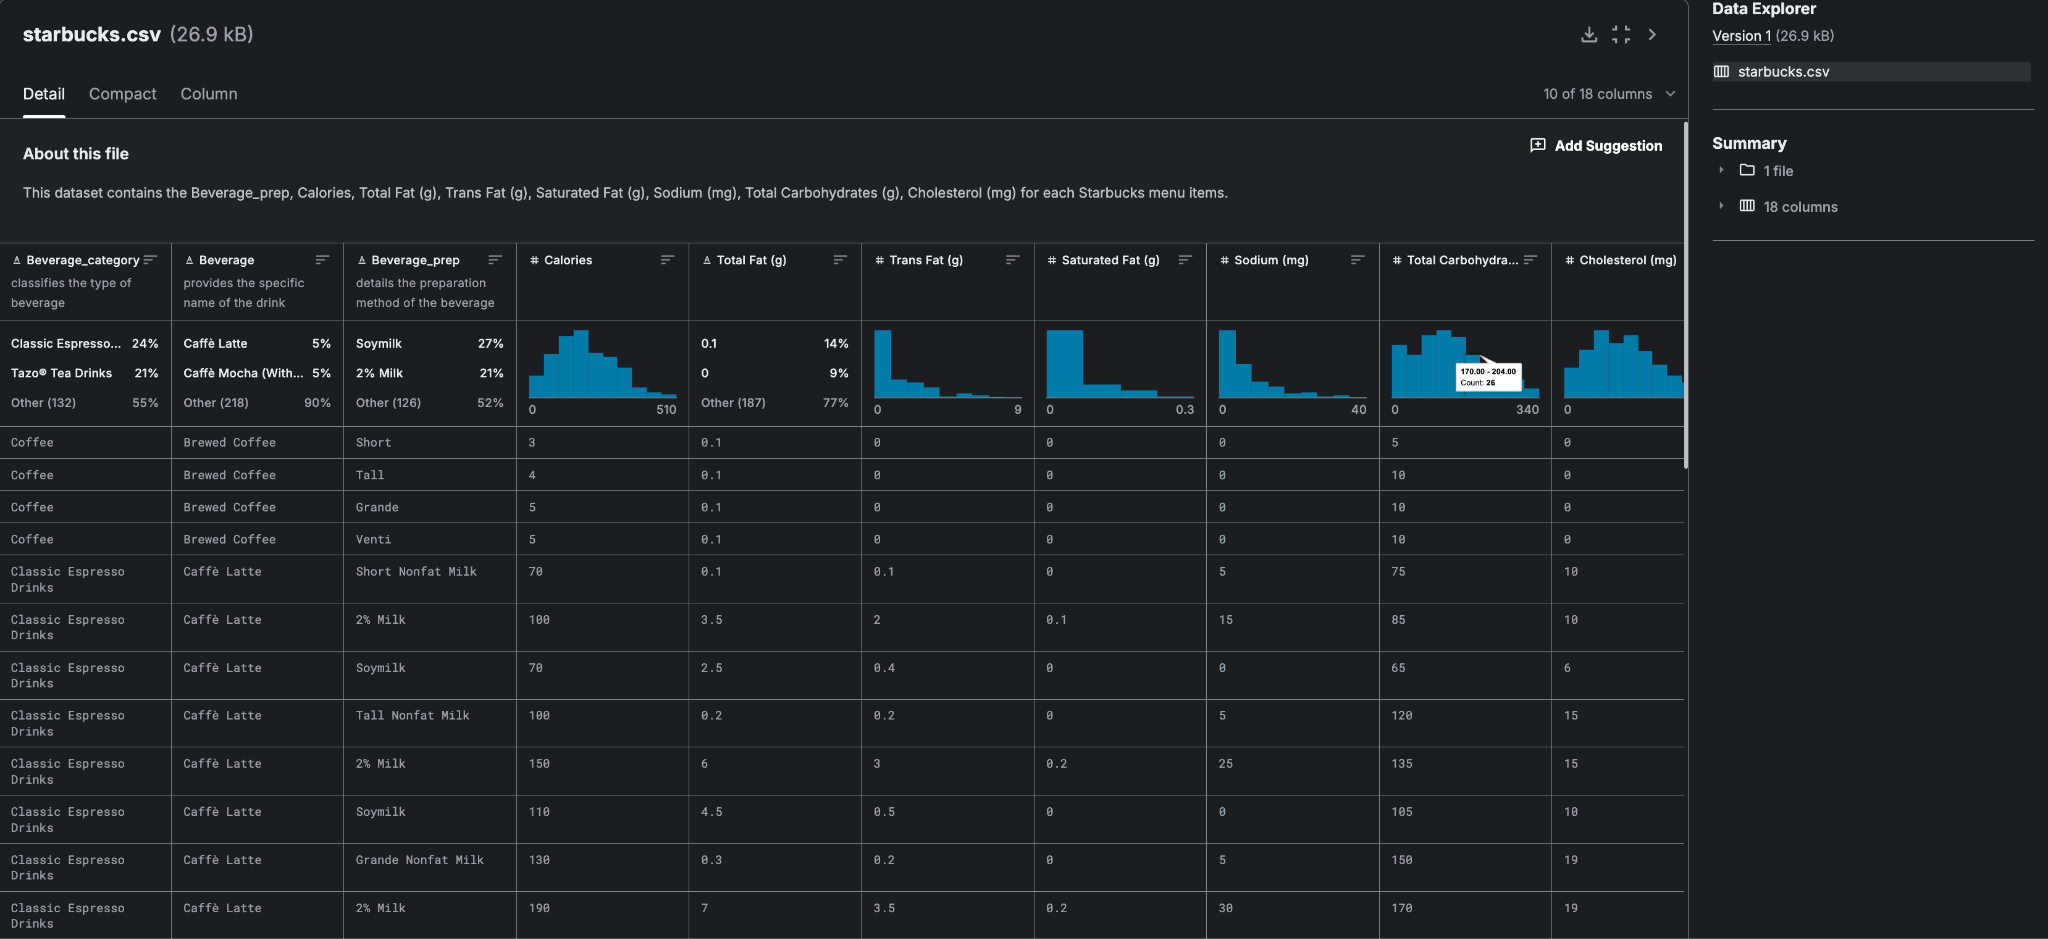 starbucks.csv (26.9 kB)
Detail Compact Column
10 of 18 columns
About this file
Add Suggestion
This dataset contains the Beverage_prep, Calories, Total Fat (g), Trans Fat (g), Saturated Fat (g), Sodium (mg), Total Carbohydrates (g), Cholesterol (mg) for each Starbucks menu items.
Beverage_category Beverage Beverage_prep # Calories Total Fat (g) # Trans Fat (g) # Saturated Fat (g) # Sodium (mg) # Total Carbohydra... # Cholesterol (mg)
classifies the type of provides the specific details the preparation
beverage name of the drink method of the beverage
Classic Espresso... 24% Caffè Latte 5% Soymilk 27% 0.1 14%
Tazo® Tea Drinks 21% Caffè Mocha (With... 5% 2% Milk 21% 0 9%
170.00 - 204.00
Count: 26
Other (132) 55% Other (218) 90% Other (126) 52% Other (187) 77%
0 510 0 9 0 0.3 0 40 0 340 0
Coffee Brewed Coffee Short 3 0.1 0 0 0 5 0
Coffee Brewed Coffee Tall 4 0.1 0 0 0 10 0
Coffee Brewed Coffee Grande 5 0.1 0 0 0 10 0
Coffee Brewed Coffee Venti 5 0.1 0 0 0 10 0
Classic Espresso Caffè Latte Short Nonfat Milk 70 0.1 0.1 0 5 75 10
Drinks
Classic Espresso Caffè Latte 2% Milk 100 3.5 2 0.1 15 85 10
Drinks
Classic Espresso Caffè Latte Soymilk 70 2.5 0.4 0 0 65 6
Drinks
Classic Espresso Caffè Latte Tall Nonfat Milk 100 0.2 0.2 0 5 120 15
Drinks
Classic Espresso Caffè Latte 2% Milk 150 6 3 0.2 25 135 15
Drinks
Classic Espresso Caffè Latte Soymilk 110 4.5 0.5 0 0 105 10
Drinks
Classic Espresso Caffè Latte Grande Nonfat Milk 130 0.3 0.2 0 5 150 19
Drinks
Classic Espresso Caffè Latte 2% Milk 190 7 3.5 0.2 30 170 19
Drinks
Data Explorer
Version 1 (26.9 kB)
starbucks.csv
Summary
1 file
18 columns